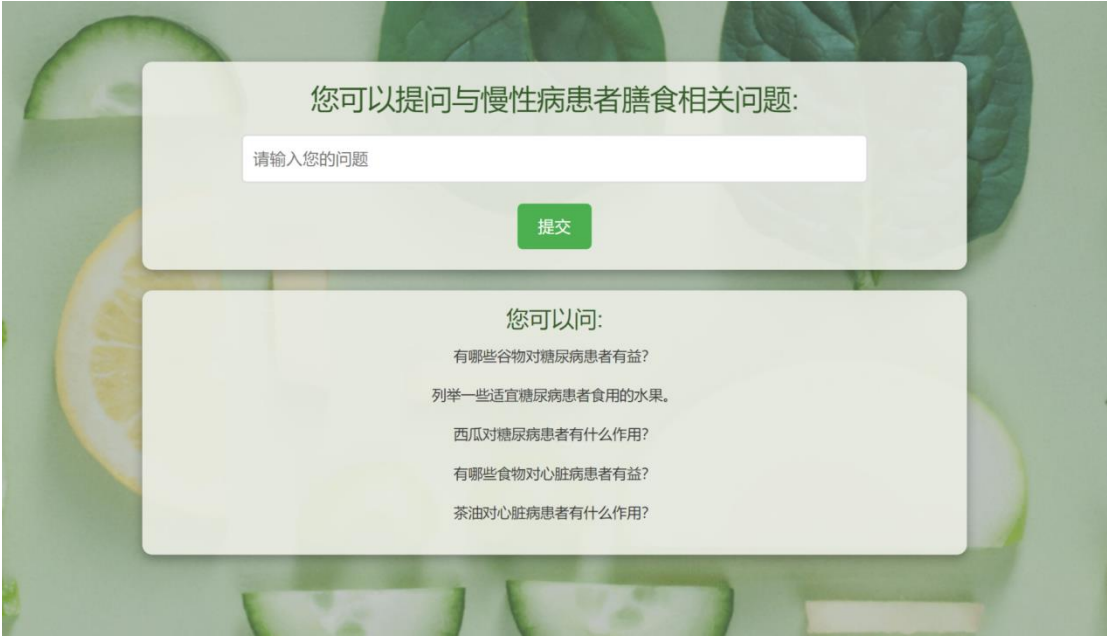 您可以提问与慢性病患者膳食相关问题:
请输入您的问题
提交
您可以问:
有哪些谷物对糖尿病患者有益?
列举一些适宜糖尿病患者食用的水果。
西瓜对糖尿病患者有什么作用?
有哪些食物对心脏病患者有益?
茶油对心脏病患者有什么作用?